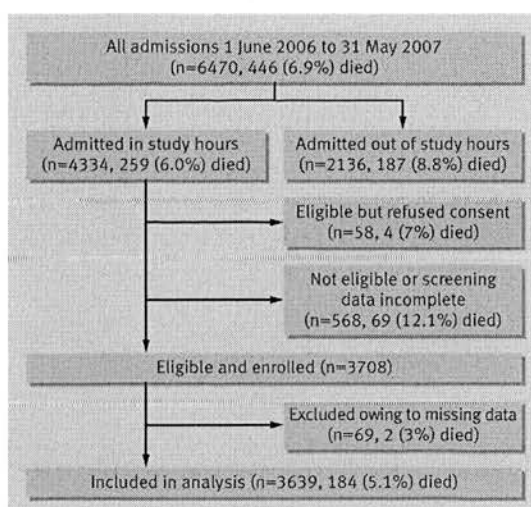 All admissions 1 June 2006 to 31 May 2007
(n=6470, 446 (6.9%) died)
Admitted in study hours
(n=4334, 259 (6.0%) died)
Admitted out of study hours
(n=2136, 187 (8.8%) died)
Eligible but refused consent
(n=58, 4 (7%) died)
Not eligible or screening
data incomplete
(n=568, 69 (12.1%) died)
Eligible and enrolled (n=3708)
Excluded owing to missing data
(n=69, 2 (3%) died)
Included in analysis (n=3639, 184 (5.1%) died)